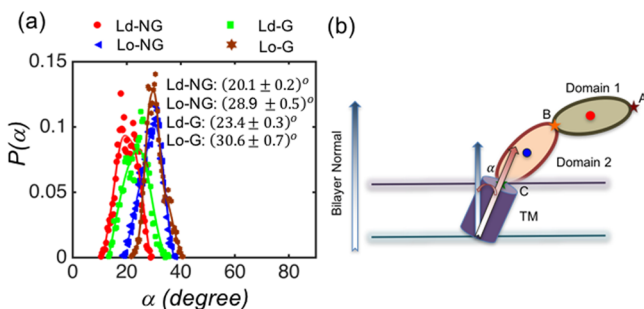 (a)
Ld-NG
Ld-G
Lo-NG
Lo-G
Ld-NG: (20.1 ± 0.2)ᵒ
Lo-NG: (28.9 ± 0.5)ᵒ
Ld-G: (23.4 ± 0.3)ᵒ
Lo-G: (30.6 ± 0.7)ᵒ
P(α)
0.15
0.1
0.05
0
0 20 40 60 80
α (degree)
(b)
Domain 1
A
B
Domain 2
α
C
TM
Bilayer Normal